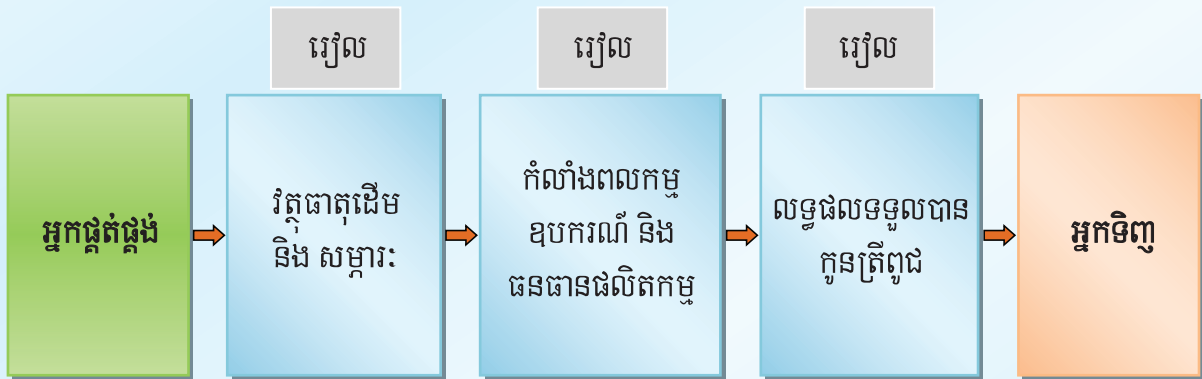 រៀល
រៀល
រៀល
អ្នកផ្គត់ផ្គង់
វត្ថុធាតុដើម
និង សម្ភារៈ
កំលាំងពលកម្ម
ឧបករណ៍ និង
ធនធានផលិតកម្ម
លទ្ធផលទទួលបាន
កូនត្រីពូជ
អ្នកទិញ